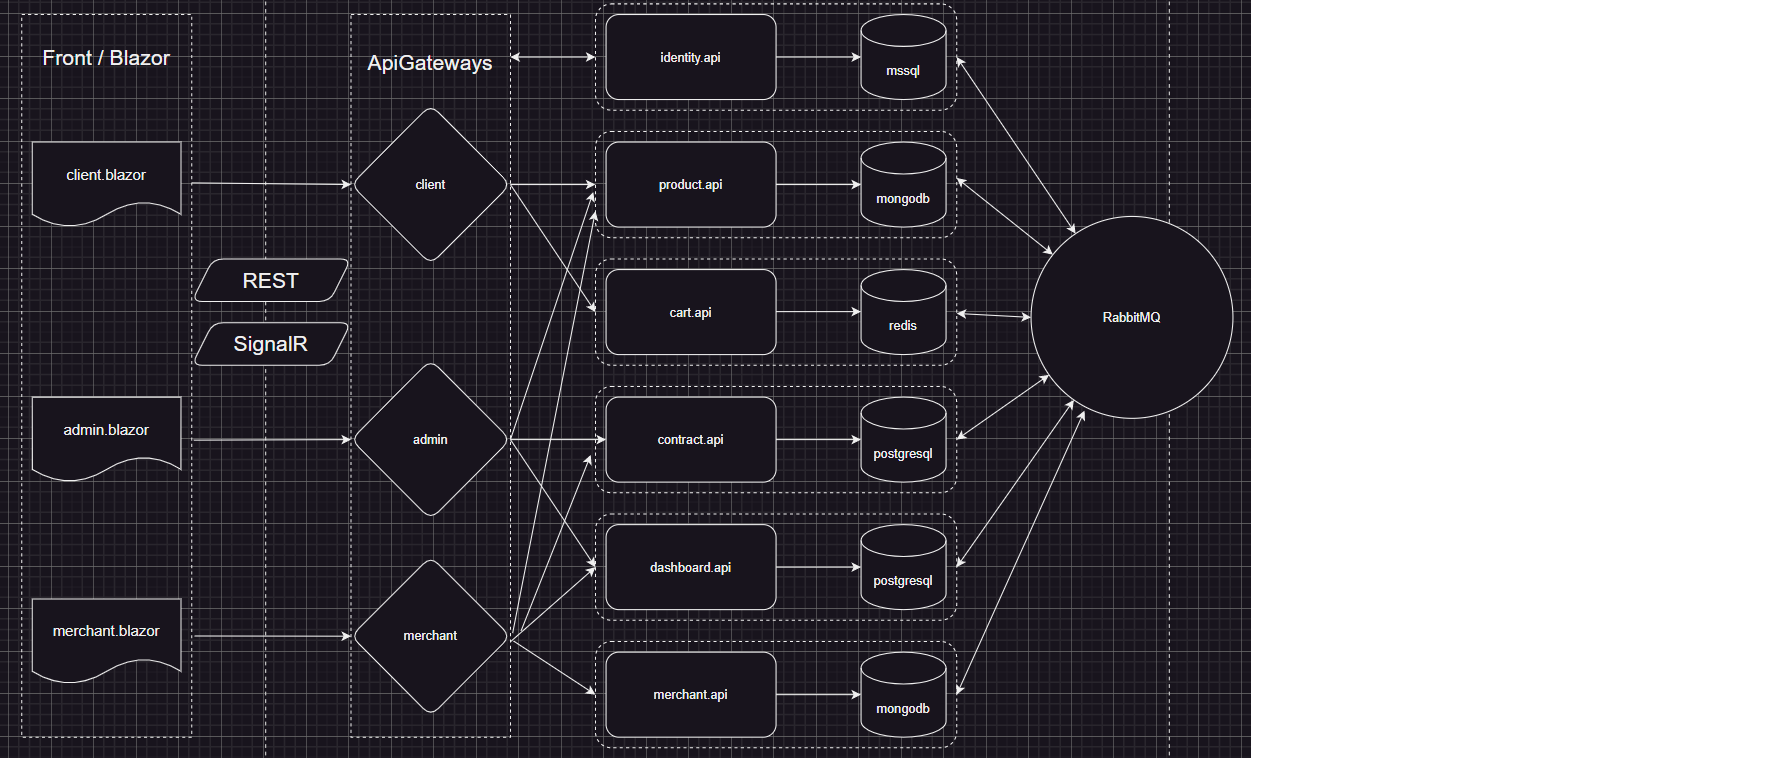 Front / Blazor
ApiGateways
identity.api
mssql
client.blazor
client
product.api
mongodb
REST
SignalR
cart.api
redis
RabbitMQ
admin.blazor
admin
contract.api
postgresql
dashboard.api
postgresql
merchant.blazor
merchant
merchant.api
mongodb